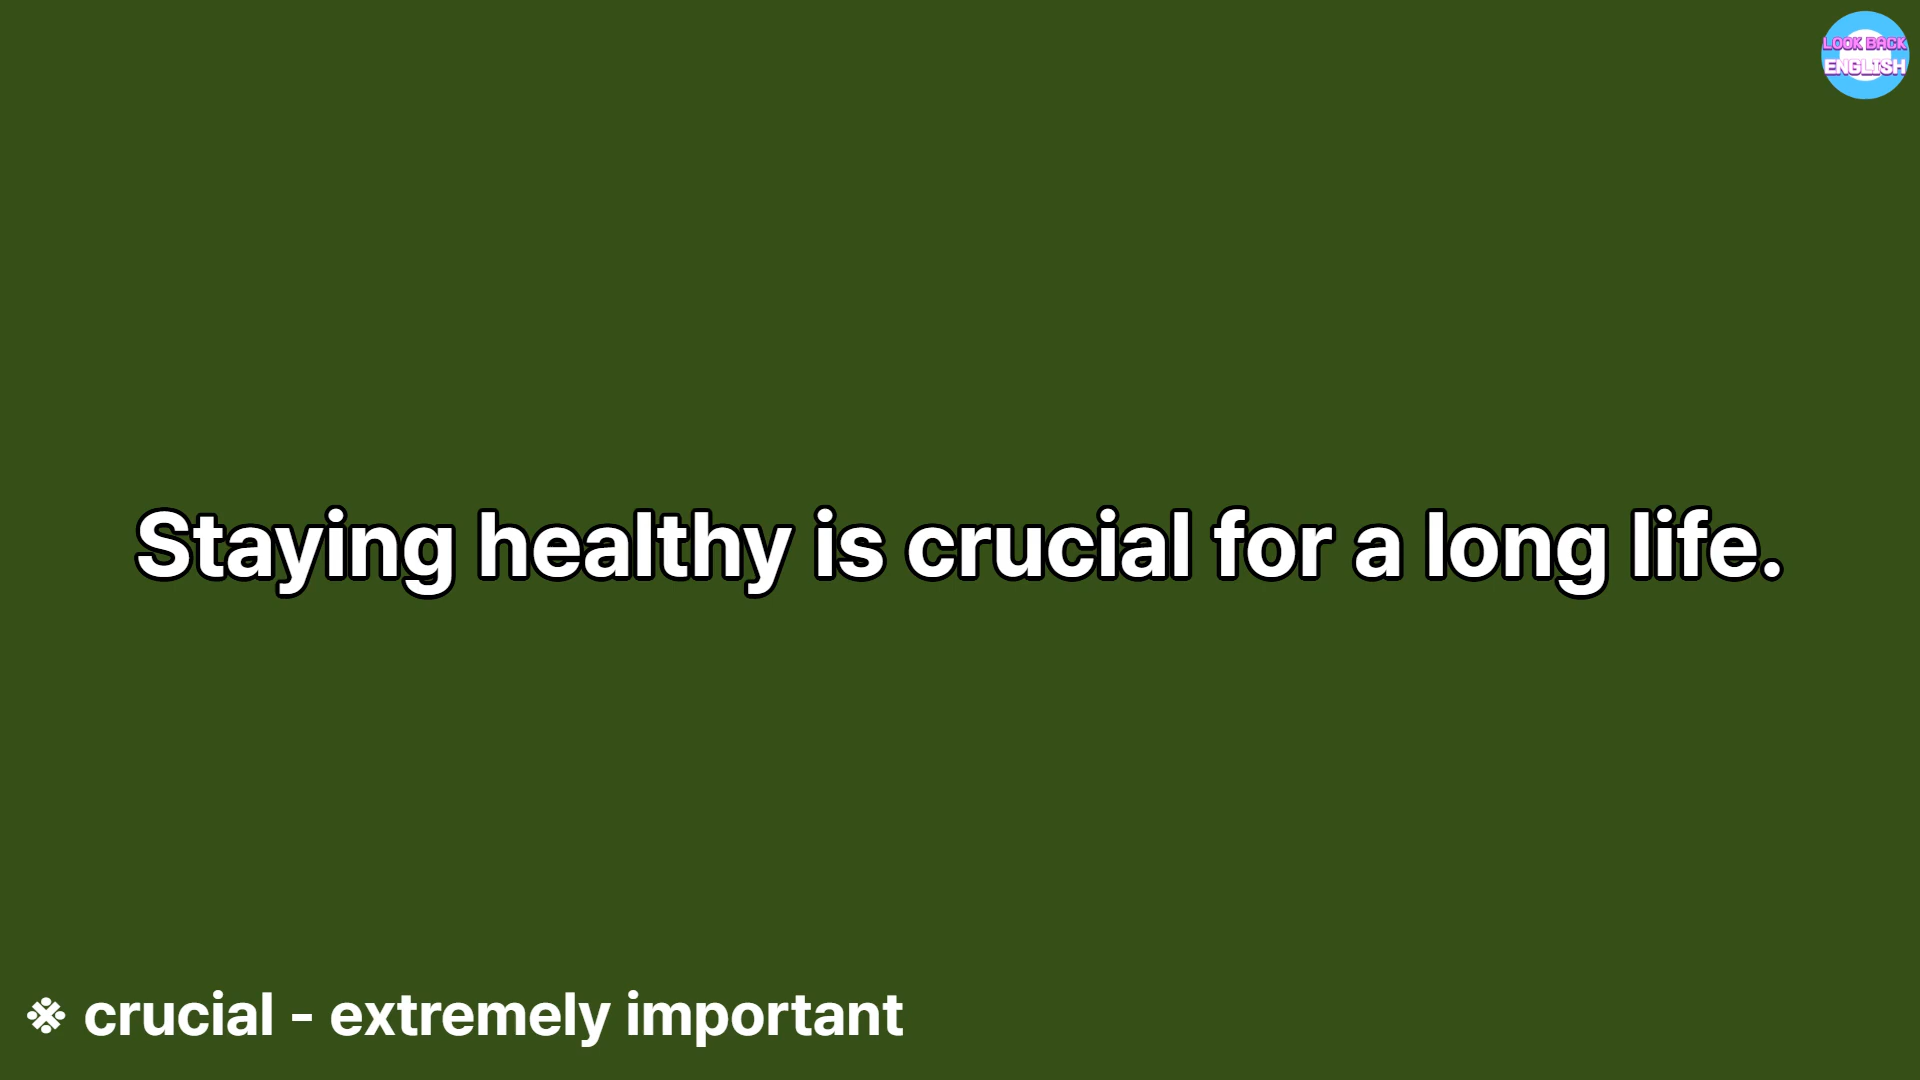 LOOK BACK
ENGLISH
Staying healthy is crucial for a long life.
※ crucial - extremely important